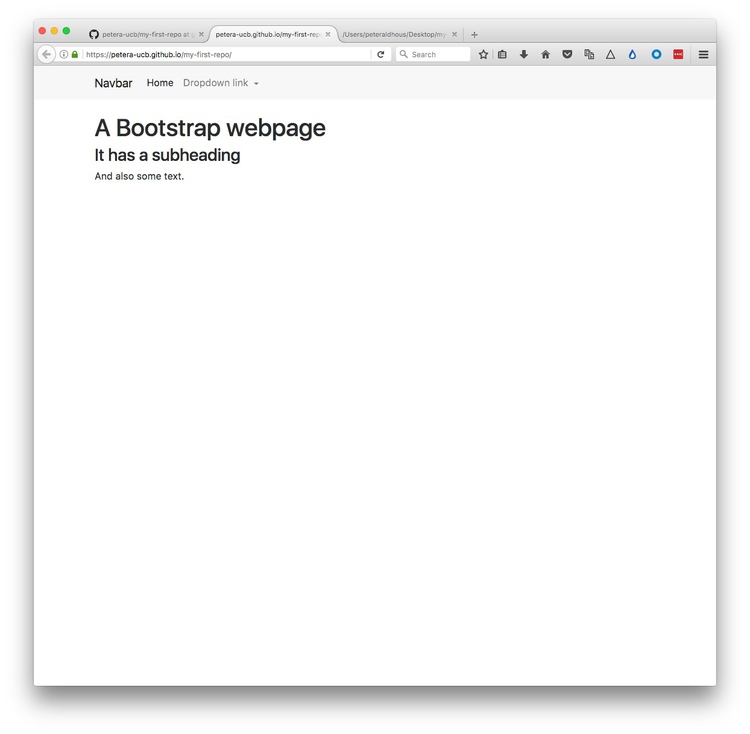 petera-ucb/my-first-repo at g
petera-ucb.github.io/my-first-repo
/Users/peteraldhous/Desktop/my
https://petera-ucb.github.io/my-first-repo/
Search
Navbar Home Dropdown link
A Bootstrap webpage
It has a subheading
And also some text.